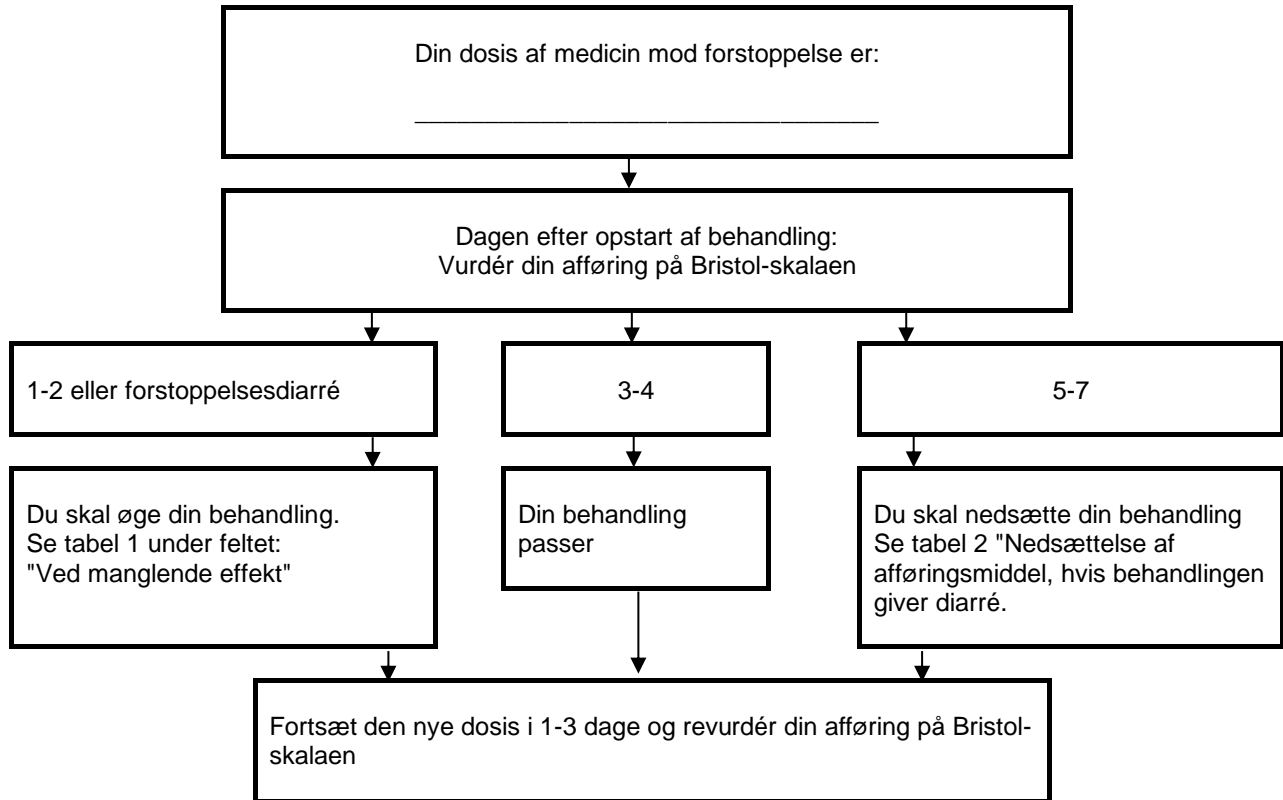 Din dosis af medicin mod forstoppelse er:
_________________________________
Dagen efter opstart af behandling:
Vurdér din afføring på Bristol-skalaen
1-2 eller forstoppelsesdiarré
3-4
5-7
Du skal øge din behandling.
Se tabel 1 under feltet:
"Ved manglende effekt"
Din behandling
passer
Du skal nedsætte din behandling
Se tabel 2 "Nedsættelse af
afføringsmiddel, hvis behandlingen
giver diarré.
Fortsæt den nye dosis i 1-3 dage og revurdér din afføring på Bristol-
skalaen